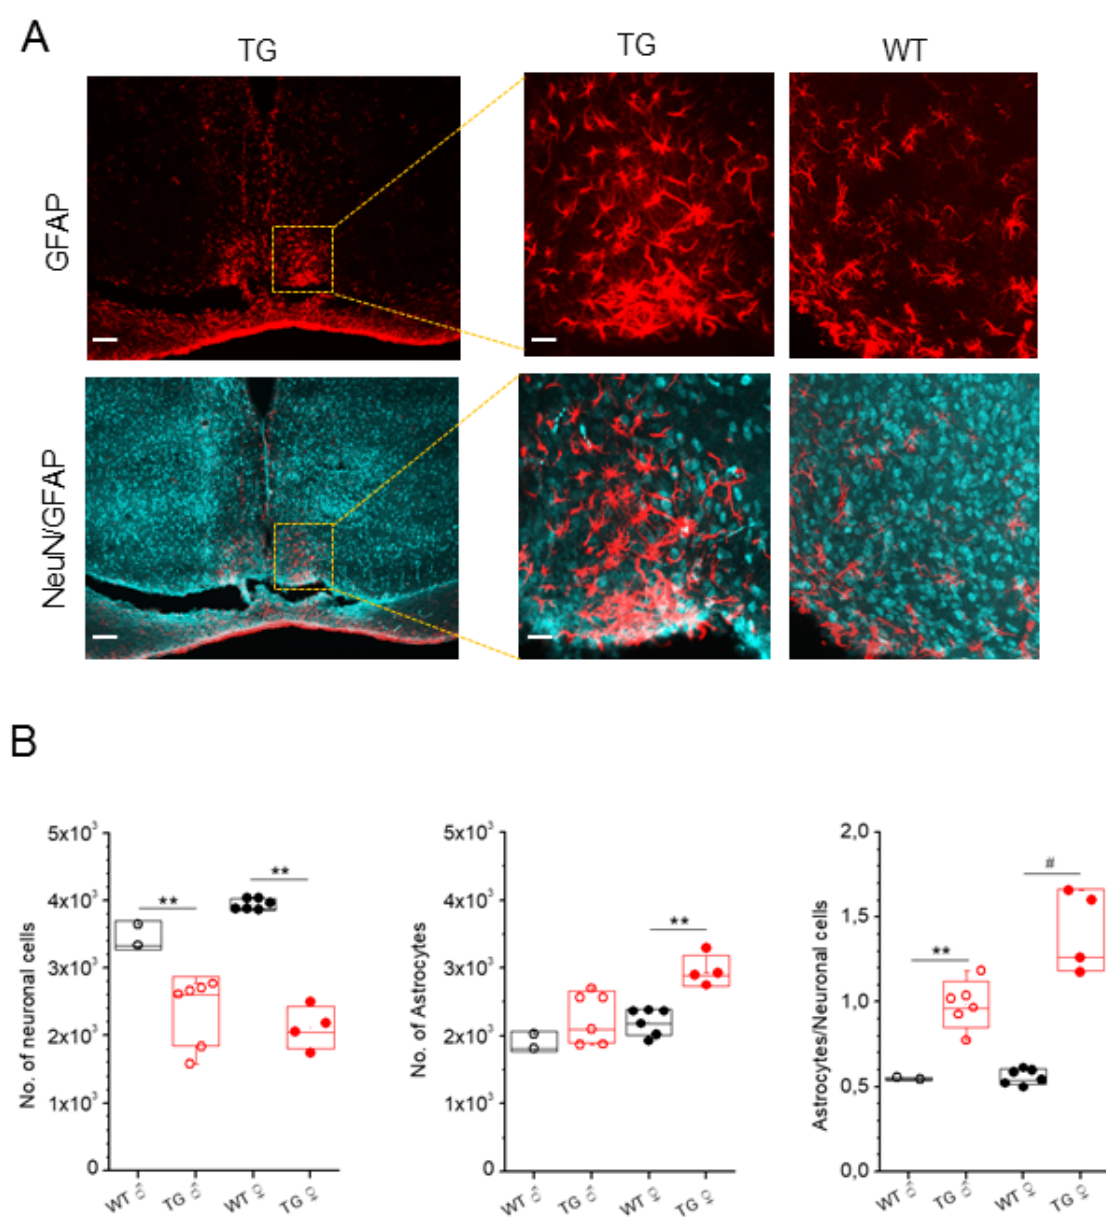 A
TG
TG
WT
GFAP
NeuN/GFAP
B
No. of neuronal cells
5x10³
4x10³
3x10³
2x10³
1x10³
0
**
**
WT ♂
TG ♂
WT ♀
TG ♀
No. of Astrocytes
5x10³
4x10³
3x10³
2x10³
1x10³
0
**
WT ♂
TG ♂
WT ♀
TG ♀
Astrocytes/Neuronal cells
2,0
1,5
1,0
0,5
0,0
**
#
WT ♂
TG ♂
WT ♀
TG ♀